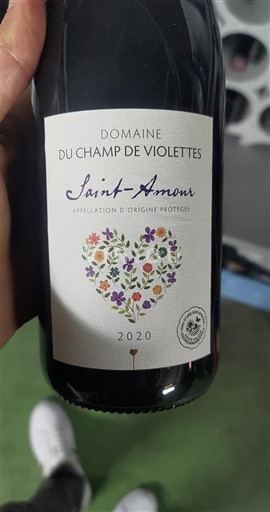 DOMAINE
DU CHAMP DE VIOLETTES
Saint-Amour
APPELLATION D'ORIGINE PROTÉGÉE
2020